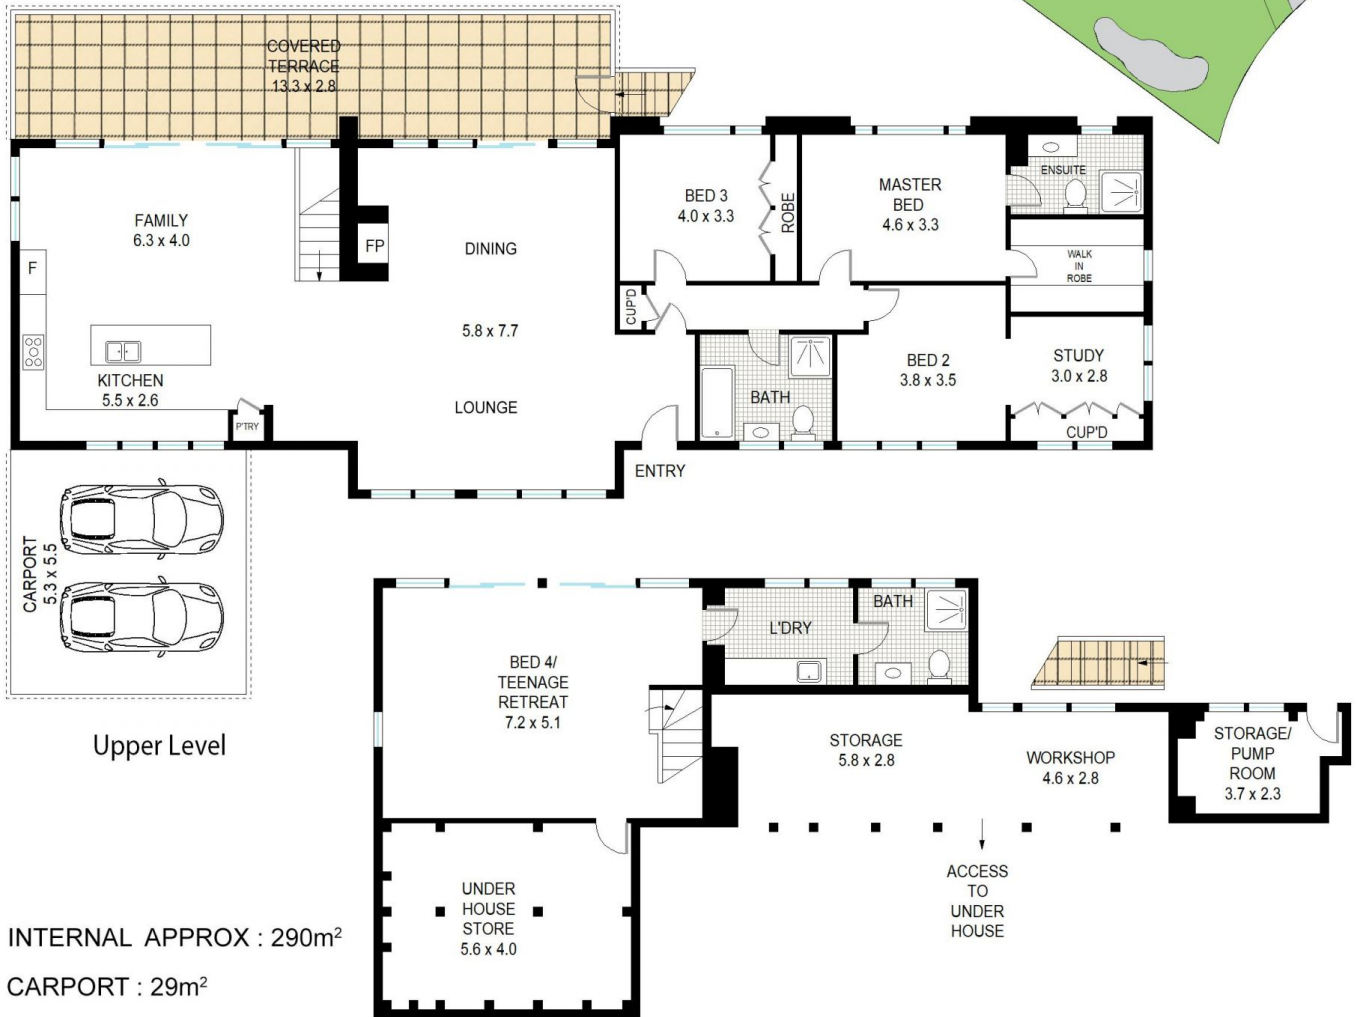 COVERED
TERRACE
13.3 x 2.8
FAMILY
6.3 x 4.0
F
FP
DINING
5.8 x 7.7
LOUNGE
KITCHEN
5.5 x 2.6
P'TRY
BED 3
4.0 x 3.3
ROBE
MASTER
BED
4.6 x 3.3
ENSUITE
WALK
IN
ROBE
CUP'D
BATH
BED 2
3.8 x 3.5
STUDY
3.0 x 2.8
CUP'D
ENTRY
CARPORT
5.3 x 5.5
Upper Level
BED 4/
TEENAGE
RETREAT
7.2 x 5.1
L'DRY
BATH
STORAGE
5.8 x 2.8
WORKSHOP
4.6 x 2.8
STORAGE/
PUMP
ROOM
3.7 x 2.3
ACCESS
TO
UNDER
HOUSE
UNDER
HOUSE
STORE
5.6 x 4.0
INTERNAL APPROX : 290m²
CARPORT : 29m²